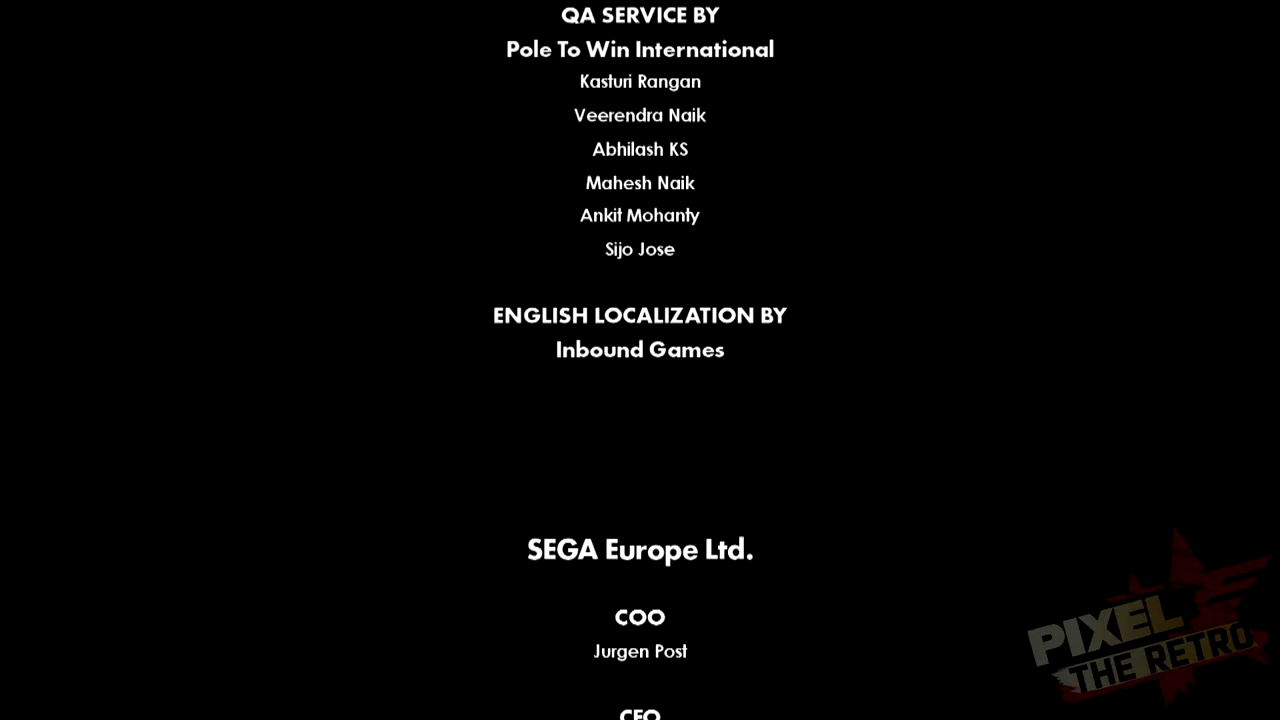 QA SERVICE BY
Pole To Win International
Kasturi Rangan
Veerendra Naik
Abhilash KS
Mahesh Naik
Ankit Mohanty
Sijo Jose
ENGLISH LOCALIZATION BY
Inbound Games
SEGA Europe Ltd.
COO
Jurgen Post
PIXEL
THE RETRO